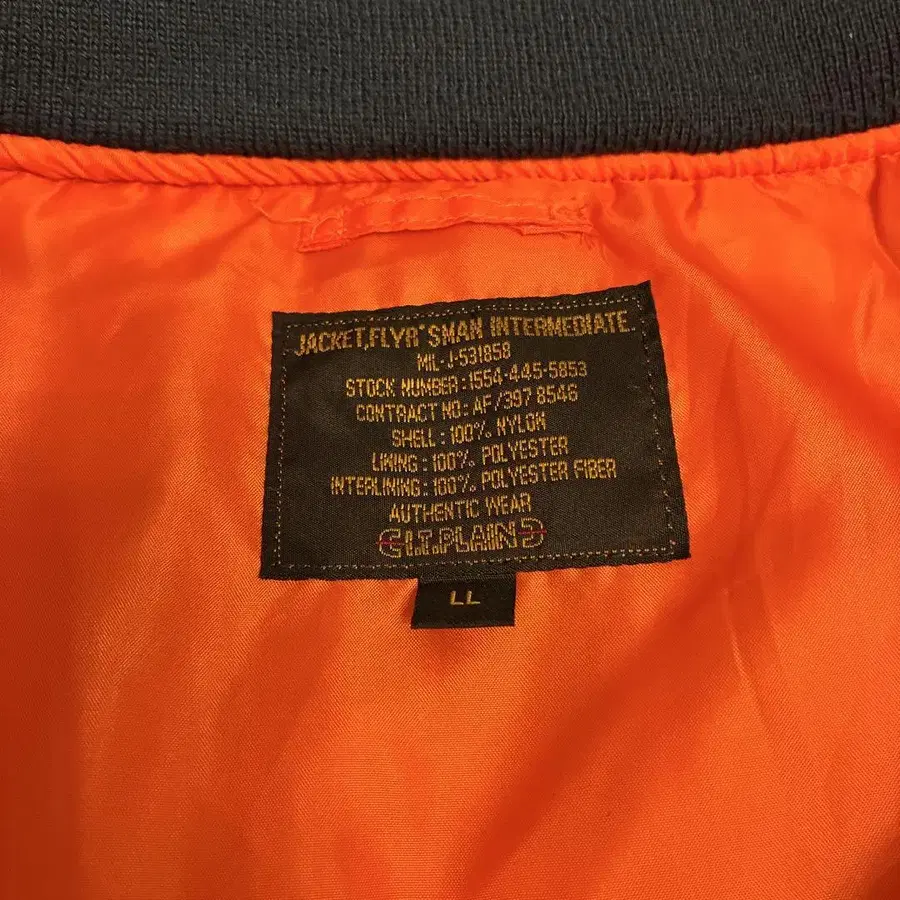 JACKET,FLYR'SMAN INTERMEDIATE
MIL-J-531858
STOCK NUMBER:1554-445-5853
CONTRACT NO: AF/397 8546
SHELL: 100% NYLON
LINING: 100% POLYESTER
INTERLINING: 100% POLYESTER FIBER
AUTHENTIC WEAR
I.T.PLAIN
LL